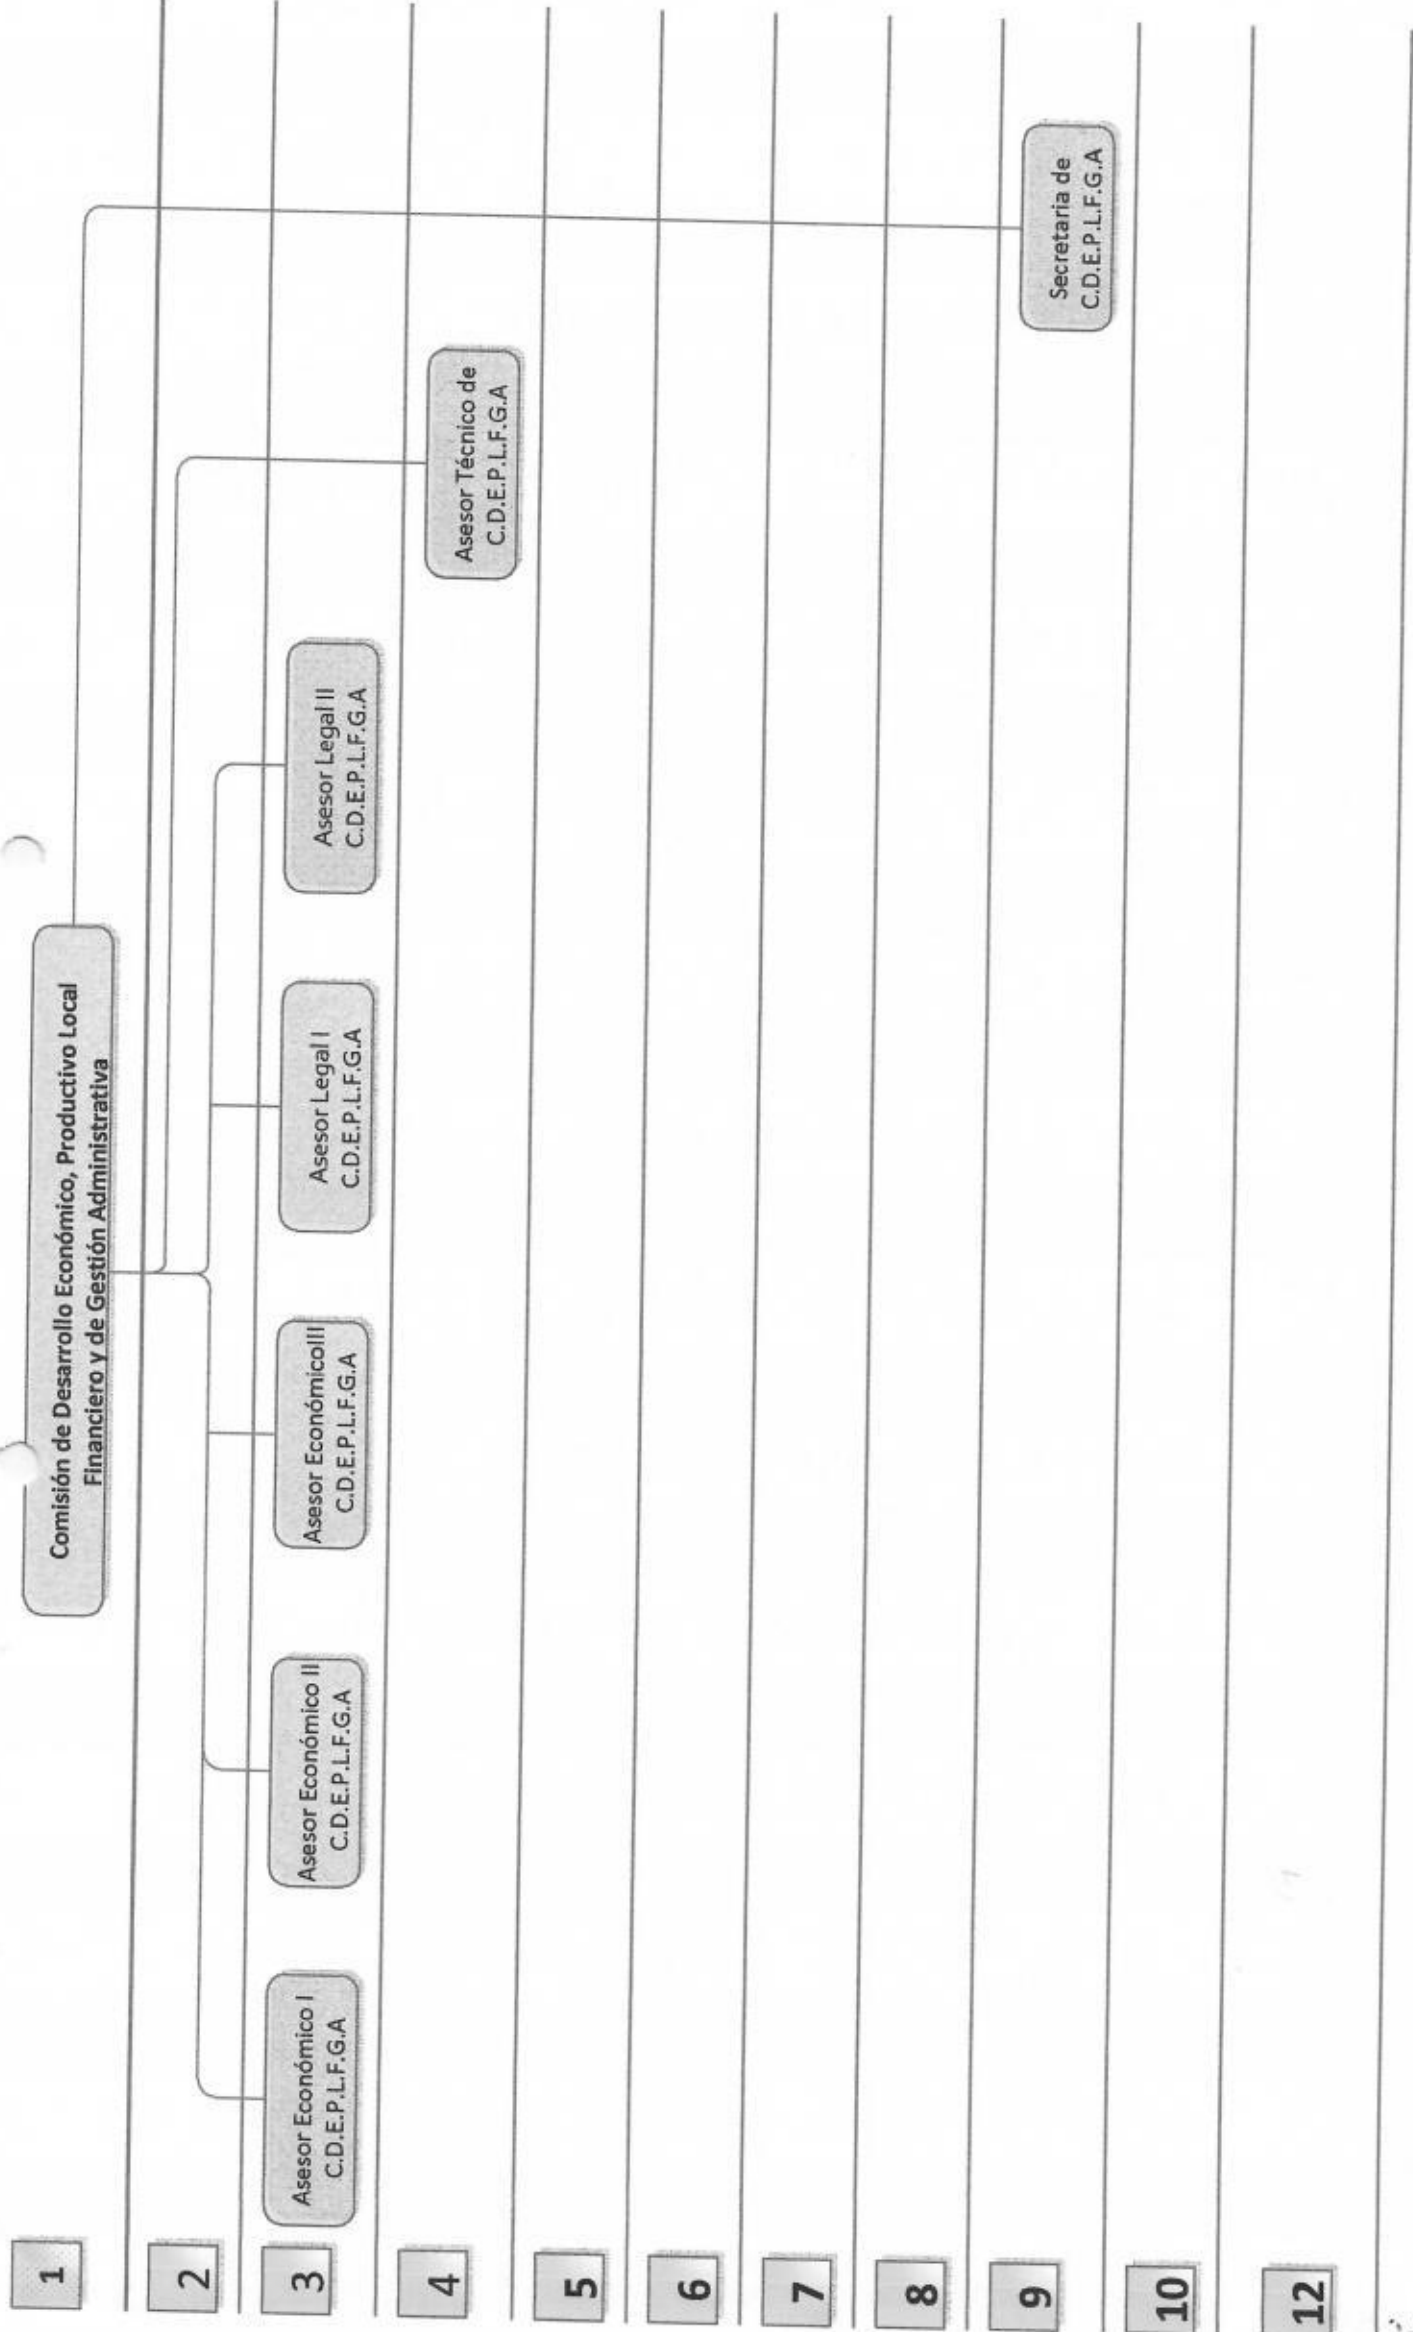 1
Comisión de Desarrollo Económico, Productivo Local
Financiero y de Gestión Administrativa
2
3
Asesor Económico I
C.D.E.P.L.F.G.A
Asesor Económico II
C.D.E.P.L.F.G.A
Asesor EconómicoIII
C.D.E.P.L.F.G.A
Asesor Legal I
C.D.E.P.L.F.G.A
Asesor Legal II
C.D.E.P.L.F.G.A
4
Asesor Técnico de
C.D.E.P.L.F.G.A
5
6
7
8
9
Secretaria de
C.D.E.P.L.F.G.A
10
12